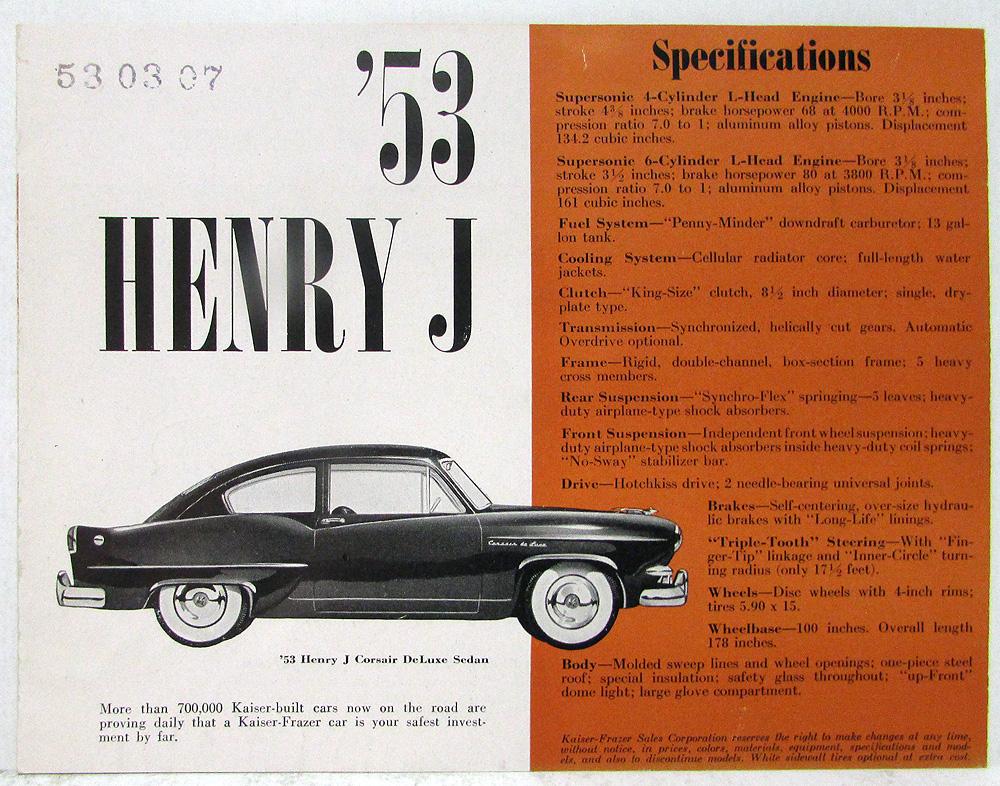 53 03 07
'53
HENRY J
Corsair de Luxe
'53 Henry J Corsair DeLuxe Sedan
More than 700,000 Kaiser-built cars now on the road are
proving daily that a Kaiser-Frazer car is your safest invest-
ment by far.
Specifications
Supersonic 4-Cylinder L-Head Engine—Bore 3⅛ inches;
stroke 4⅜ inches; brake horsepower 68 at 4000 R.P.M.; com-
pression ratio 7.0 to 1; aluminum alloy pistons. Displacement
134.2 cubic inches.
Supersonic 6-Cylinder L-Head Engine—Bore 3⅛ inches;
stroke 3½ inches; brake horsepower 80 at 3800 R.P.M.; com-
pression ratio 7.0 to 1; aluminum alloy pistons. Displacement
161 cubic inches.
Fuel System—“Penny-Minder” downdraft carburetor; 13 gal-
lon tank.
Cooling System—Cellular radiator core; full-length water
jackets.
Clutch—“King-Size” clutch, 8½ inch diameter; single, dry-
plate type.
Transmission—Synchronized, helically cut gears. Automatic
Overdrive optional.
Frame—Rigid, double-channel, box-section frame; 5 heavy
cross members.
Rear Suspension—“Synchro-Flex” springing—5 leaves; heavy-
duty airplane-type shock absorbers.
Front Suspension—Independent front wheel suspension; heavy-
duty airplane-type shock absorbers inside heavy-duty coil springs;
“No-Sway” stabilizer bar.
Drive—Hotchkiss drive; 2 needle-bearing universal joints.
Brakes—Self-centering, over-size hydrau-
lic brakes with “Long-Life” linings.
“Triple-Tooth” Steering—With “Fin-
ger-Tip” linkage and “Inner-Circle” turn-
ing radius (only 17½ feet).
Wheels—Disc wheels with 4-inch rims;
tires 5.90 x 15.
Wheelbase—100 inches. Overall length
178 inches.
Body—Molded sweep lines and wheel openings; one-piece steel
roof; special insulation; safety glass throughout; “up-Front”
dome light; large glove compartment.
Kaiser-Frazer Sales Corporation reserves the right to make changes at any time,
without notice, in prices, colors, materials, equipment, specifications and mod-
els, and also to discontinue models. White sidewall tires optional at extra cost.